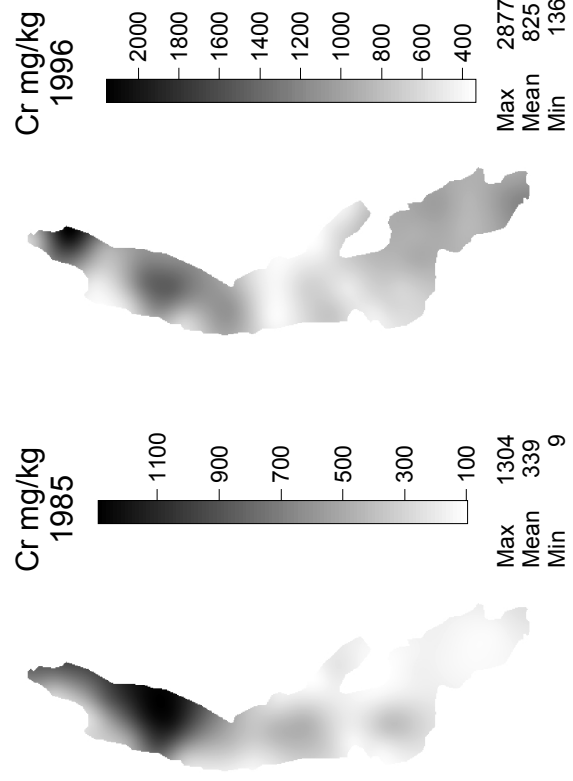 Cr mg/kg
1985
1100
900
700
500
300
100
Max 1304
Mean 339
Min 9
Cr mg/kg
1996
2000
1800
1600
1400
1200
1000
800
600
400
Max 2877
Mean 825
Min 136